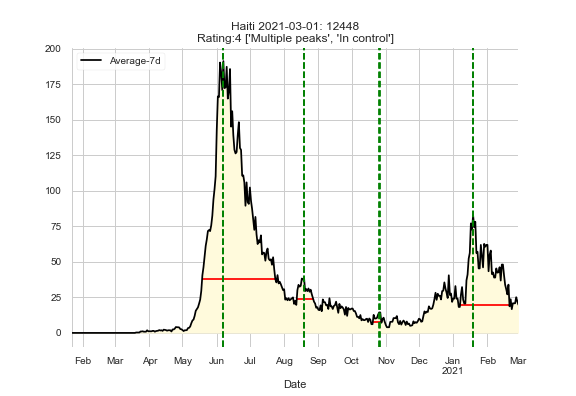 Haiti 2021-03-01: 12448
Rating:4 ['Multiple peaks', 'In control']
200
Average-7d
175
150
125
100
75
50
25
0
Feb Mar Apr May Jun Jul Aug Sep Oct Nov Dec Jan Feb Mar
2021
Date